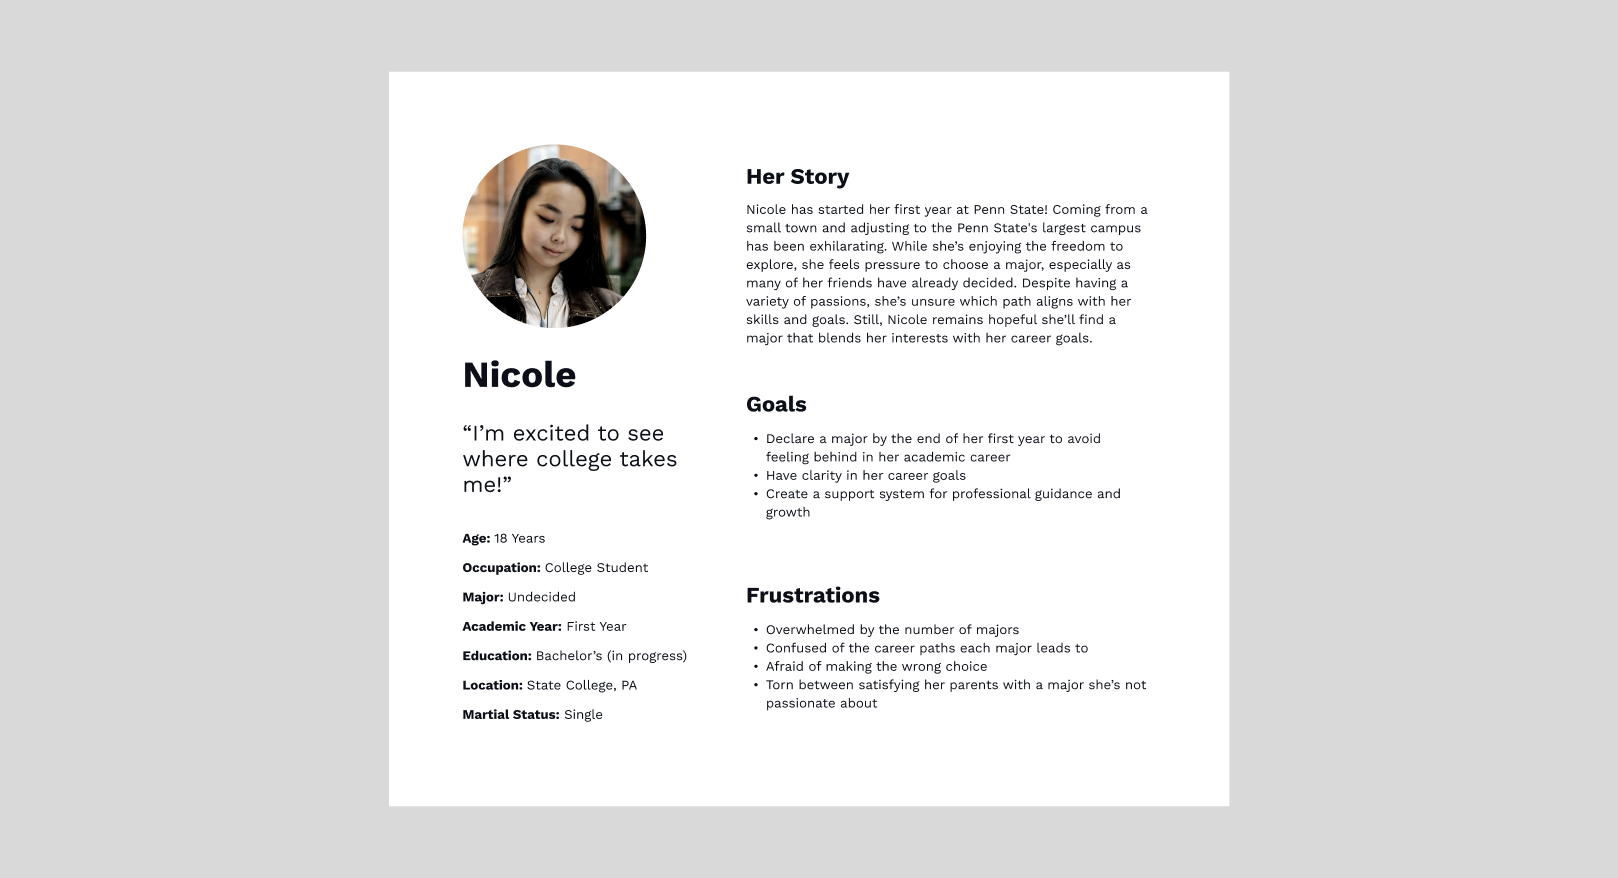 Nicole
“I’m excited to see
where college takes
me!”
Age: 18 Years
Occupation: College Student
Major: Undecided
Academic Year: First Year
Education: Bachelor’s (in progress)
Location: State College, PA
Martial Status: Single
Her Story
Nicole has started her first year at Penn State! Coming from a
small town and adjusting to the Penn State's largest campus
has been exhilarating. While she’s enjoying the freedom to
explore, she feels pressure to choose a major, especially as
many of her friends have already decided. Despite having a
variety of passions, she’s unsure which path aligns with her
skills and goals. Still, Nicole remains hopeful she’ll find a
major that blends her interests with her career goals.
Goals
• Declare a major by the end of her first year to avoid
feeling behind in her academic career
• Have clarity in her career goals
• Create a support system for professional guidance and
growth
Frustrations
• Overwhelmed by the number of majors
• Confused of the career paths each major leads to
• Afraid of making the wrong choice
• Torn between satisfying her parents with a major she’s not
passionate about